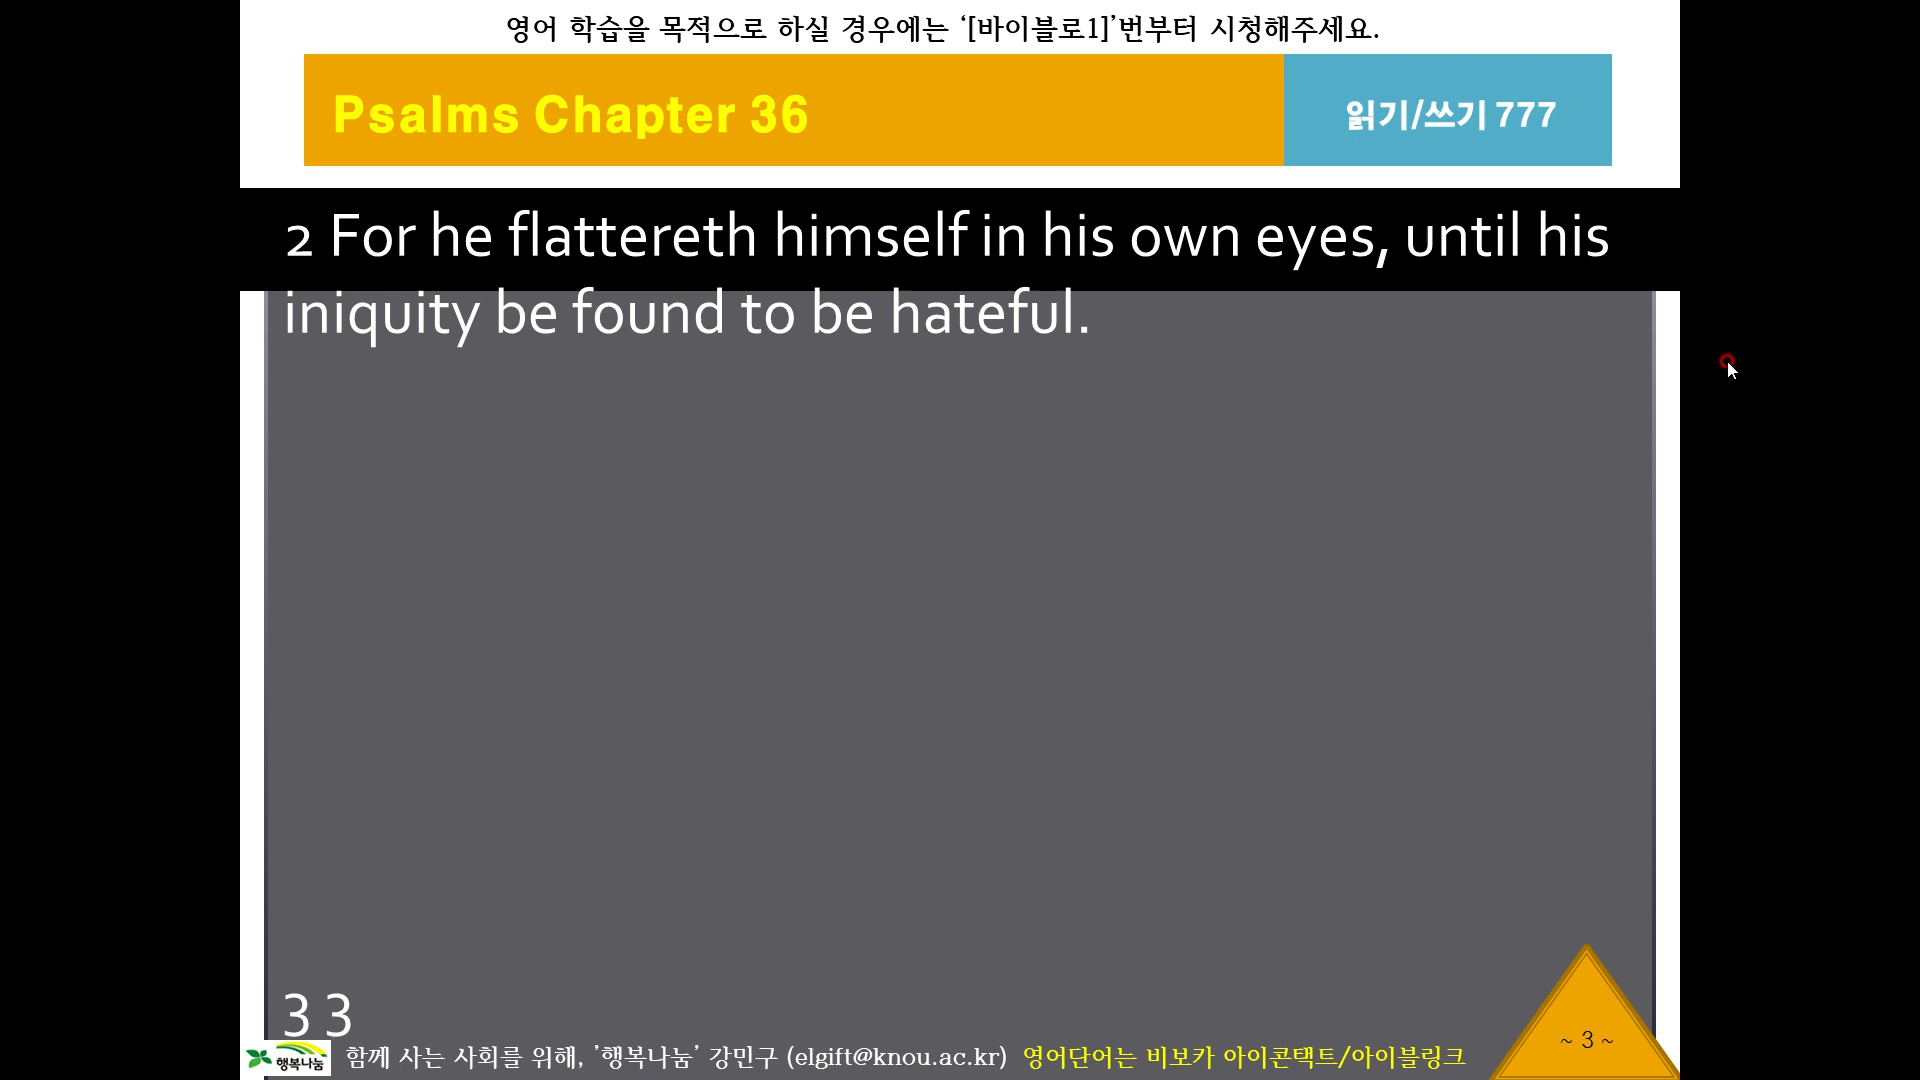 영어 학습을 목적으로 하실 경우에는 ‘[바이블로1]’번부터 시청해주세요.
Psalms Chapter 36
읽기/쓰기 777
2 For he flattereth himself in his own eyes, until his
iniquity be found to be hateful.
3 3
~ 3 ~
행복나눔
함께 사는 사회를 위해, ’행복나눔’ 강민구 (elgift@knou.ac.kr) 영어단어는 비보카 아이콘택트/아이블링크